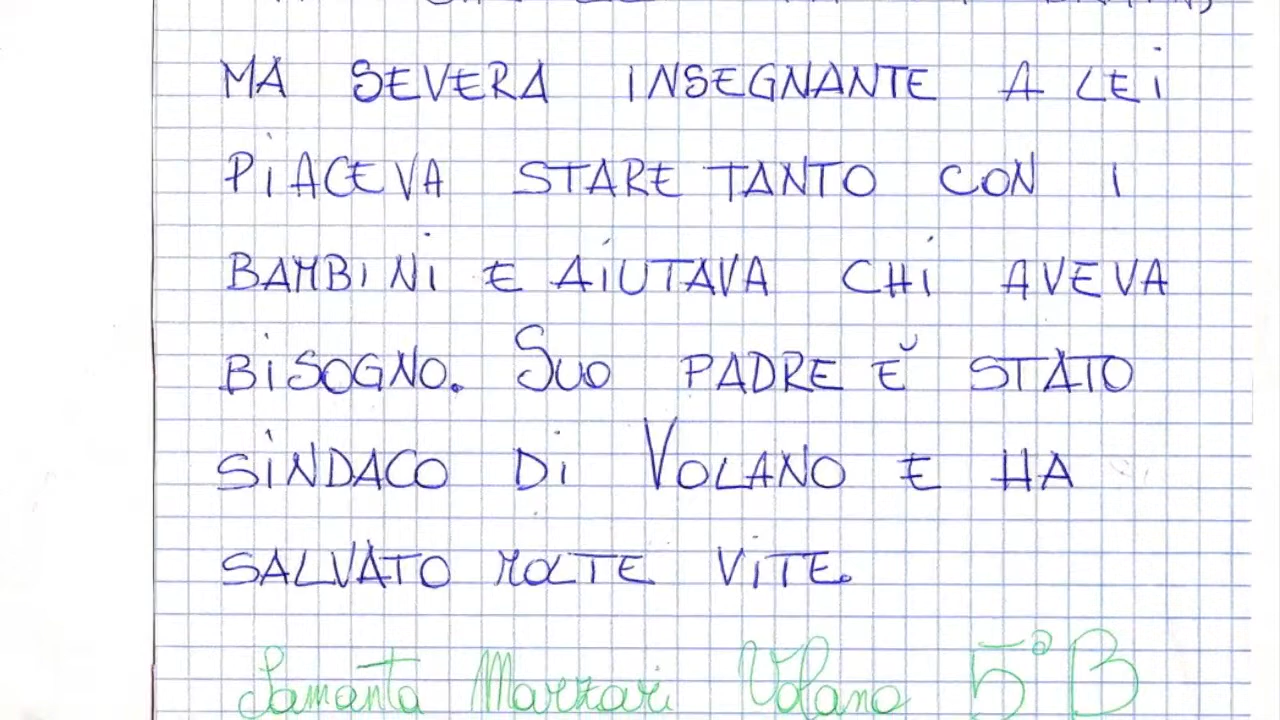 MA SEVERA INSEGNANTE A LEI
PIACEVA STARE TANTO CON I
BAMBINI E AIUTAVA CHI AVEVA
BISOGNO. SUO PADRE È STATO
SINDACO DI VOLANO E HA
SALVATO MOLTE VITE.
Samanta Marzari Volano 5ª B